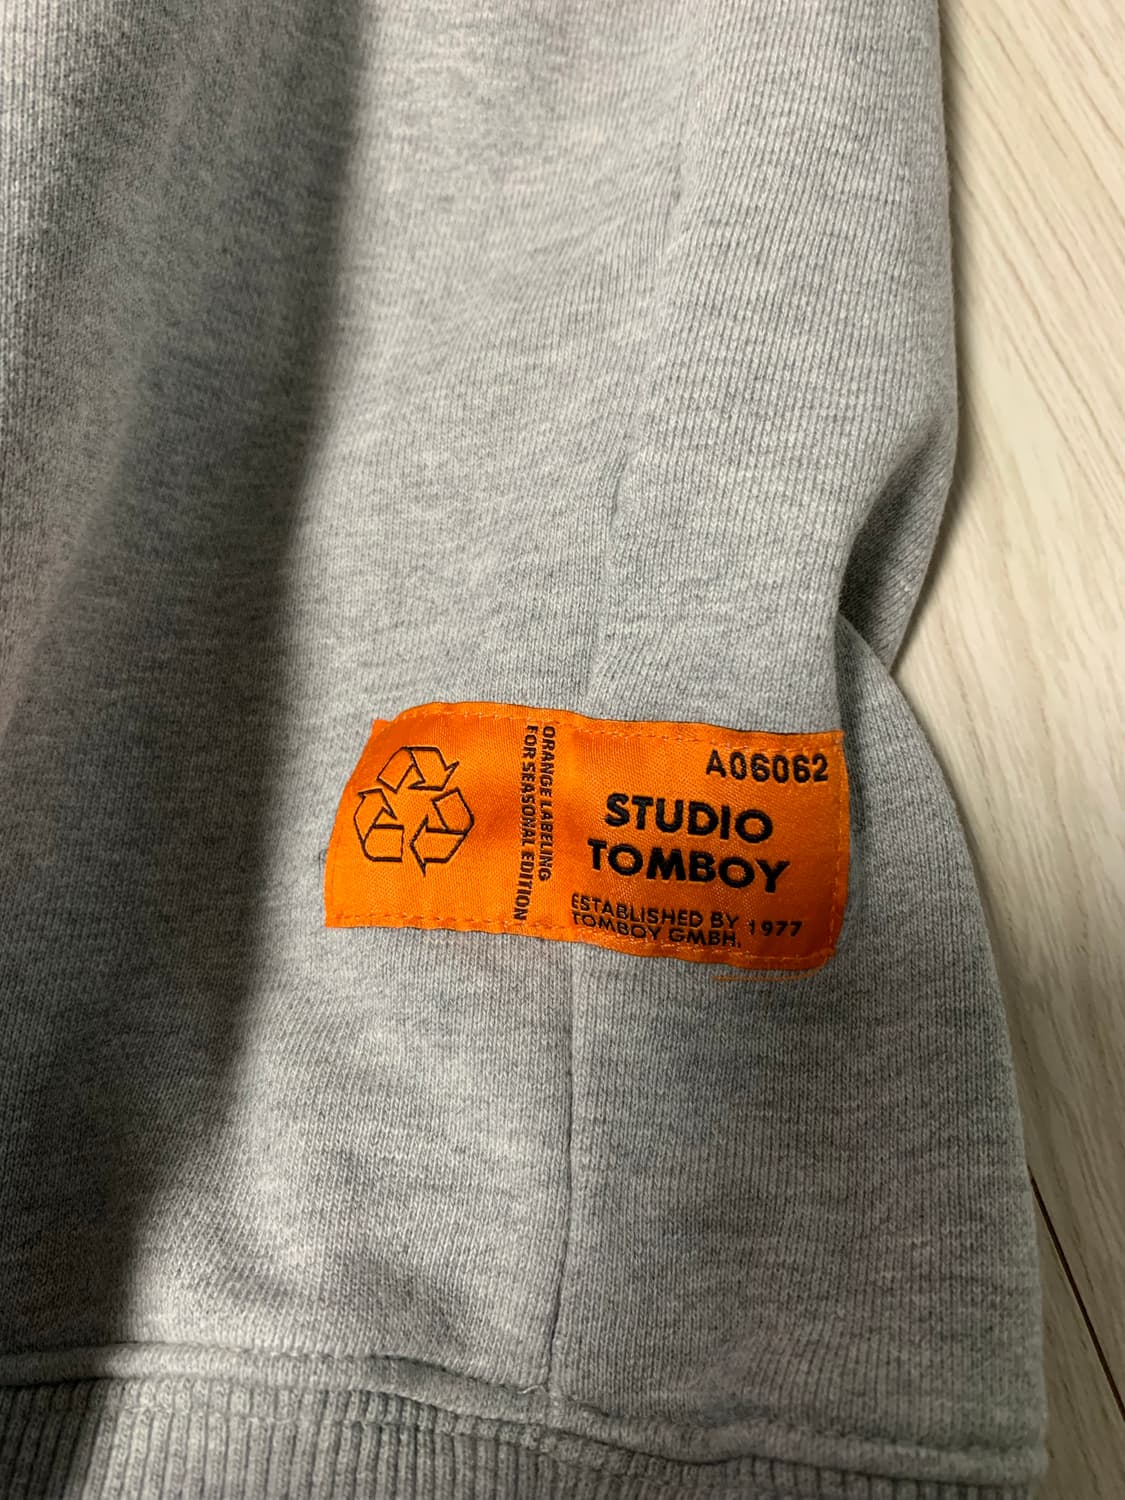 ORANGE LABELING
FOR SEASONAL EDITION
A06062
STUDIO
TOMBOY
ESTABLISHED BY 1977
TOMBOY GMBH.